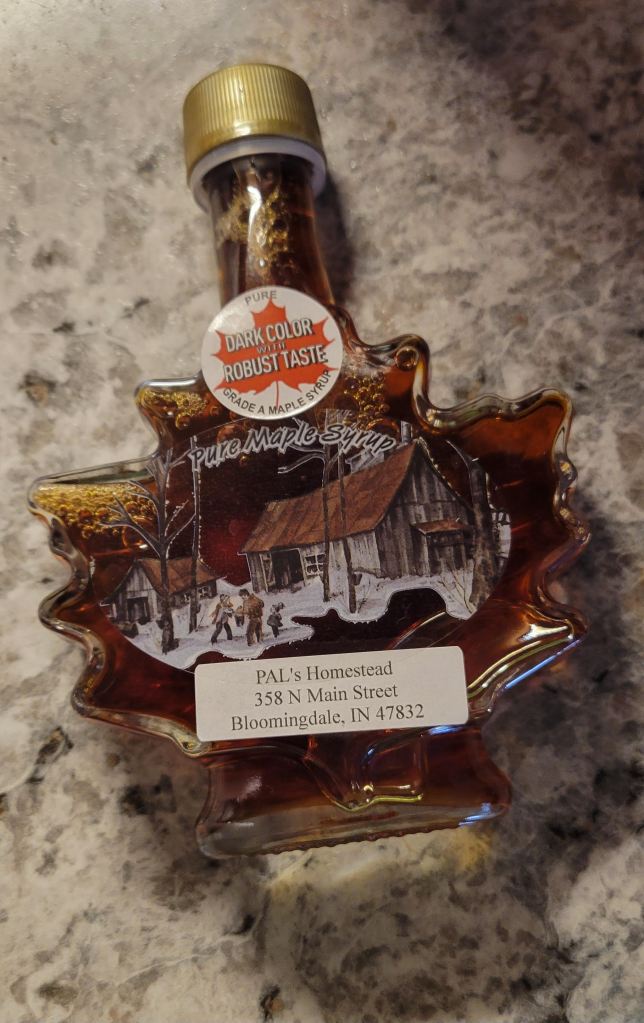 PURE
DARK COLOR
WITH
ROBUST TASTE
GRADE A MAPLE SYRUP
Pure Maple Syrup
PAL's Homestead
358 N Main Street
Bloomingdale, IN 47832